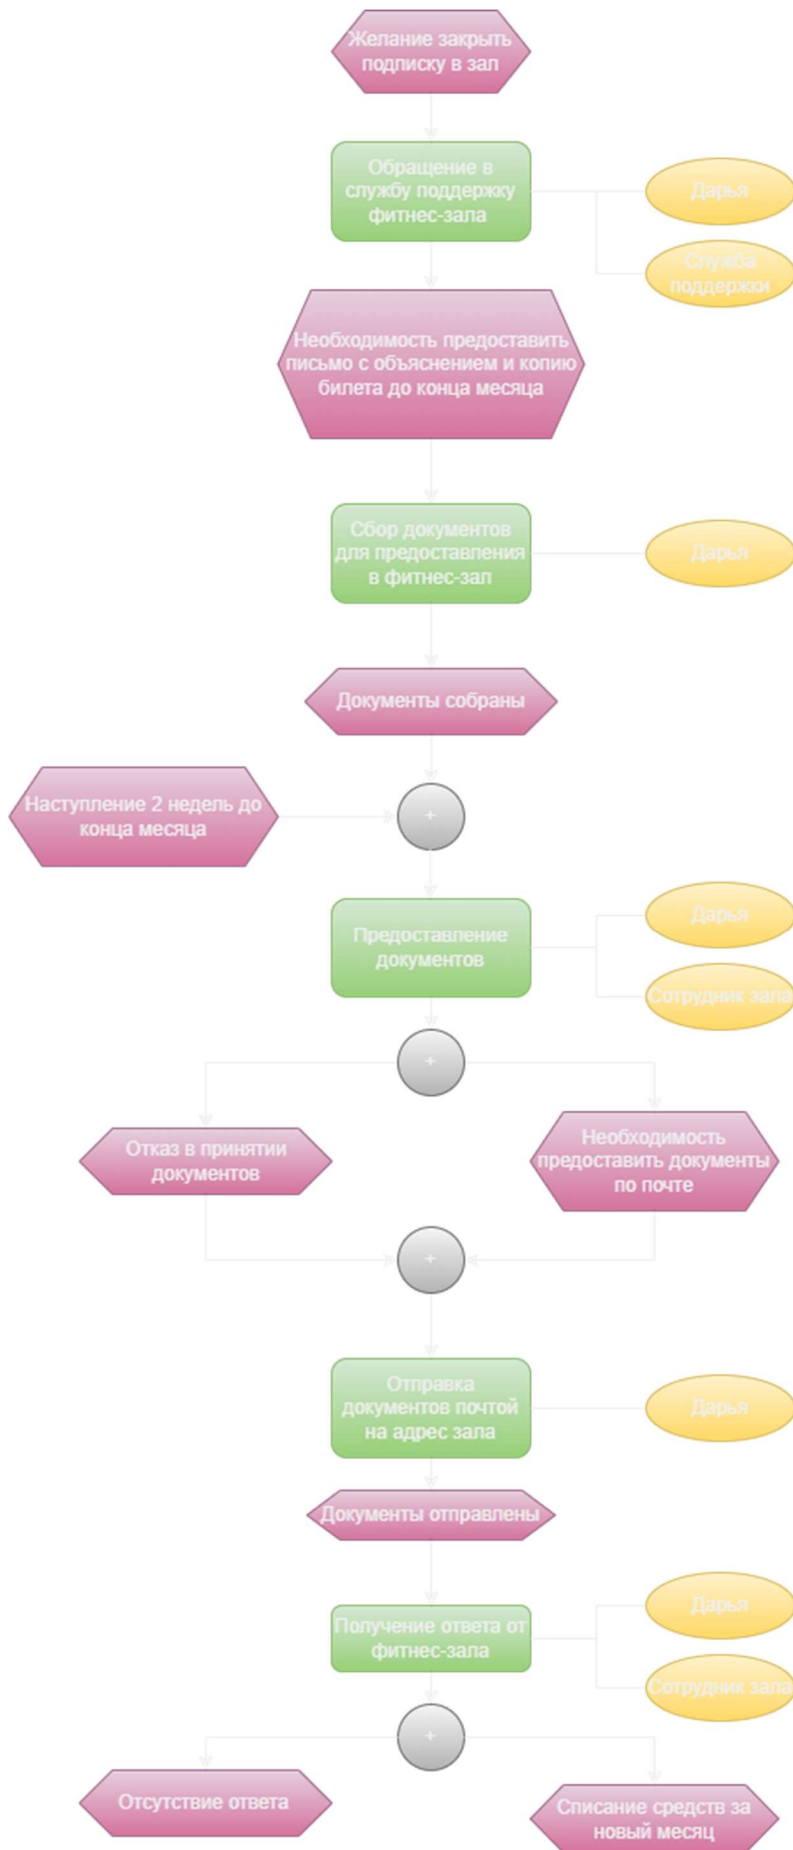 Желание закрыть
подписку в зал
Обращение в
службу поддержку
фитнес-зала
Дарья
Служба
поддержки
Необходимость предоставить
письмо с объяснением и копию
билета до конца месяца
Сбор документов
для предоставления
в фитнес-зал
Дарья
Документы собраны
Наступление 2 недель до
конца месяца
+
Предоставление
документов
Дарья
Сотрудник зала
+
Отказ в принятии
документов
Необходимость
предоставить документы
по почте
+
Отправка
документов почтой
на адрес зала
Дарья
Документы отправлены
Получение ответа от
фитнес-зала
Дарья
Сотрудник зала
+
Отсутствие ответа
Списание средств за
новый месяц